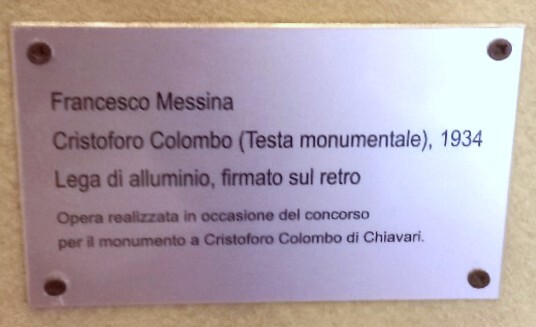 Francesco Messina
Cristoforo Colombo (Testa monumentale), 1934
Lega di alluminio, firmato sul retro
Opera realizzata in occasione del concorso
per il monumento a Cristoforo Colombo di Chiavari.